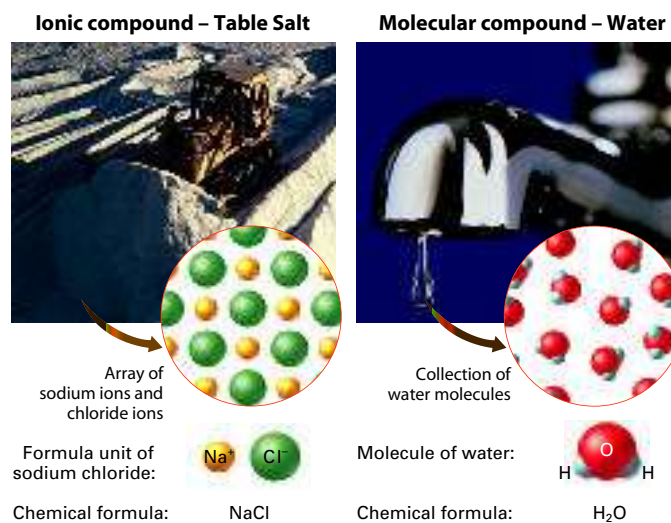 Ionic compound – Table Salt
Molecular compound – Water
Array of
sodium ions and
chloride ions
Collection of
water molecules
Formula unit of
sodium chloride:
Na⁺
Cl⁻
Molecule of water:
O
H
H
Chemical formula:
NaCl
Chemical formula:
H₂O